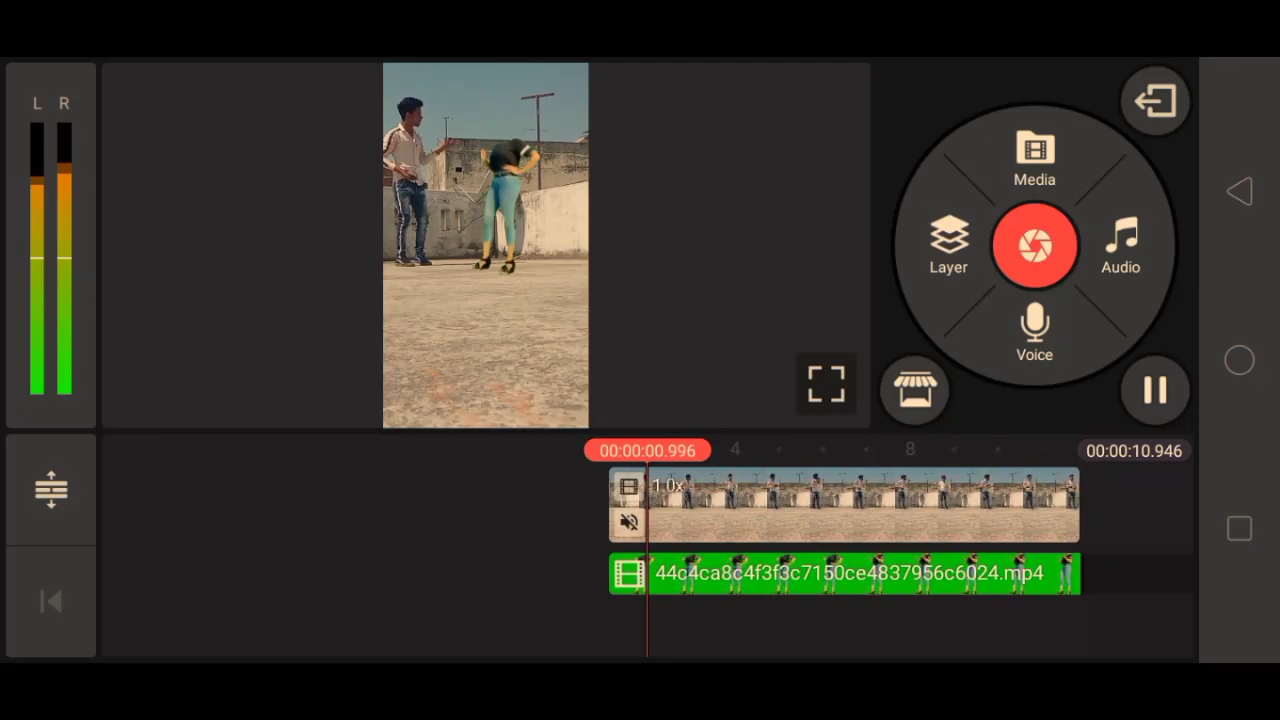 L R
Media
Layer
Audio
Voice
00:00:00.996
4
8
00:00:10.946
1.0x
44c4ca8c4f3f3c7150ce4837956c6024.mp4